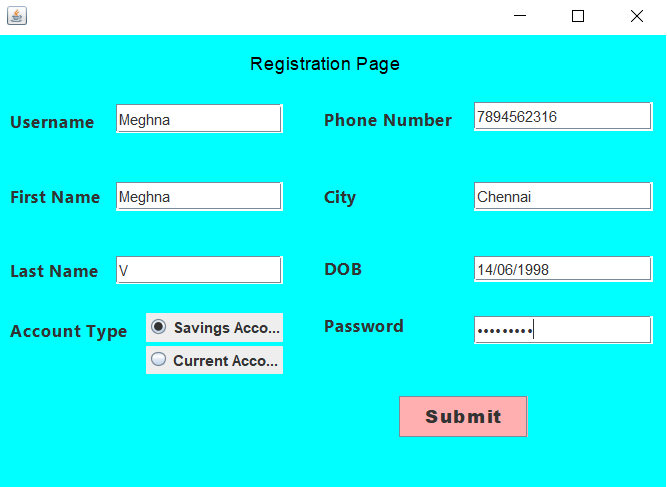 Registration Page
Username Meghna Phone Number 7894562316
First Name Meghna City Chennai
Last Name V DOB 14/06/1998
Account Type Savings Acco... Password •••••••••
Current Acco...
Submit